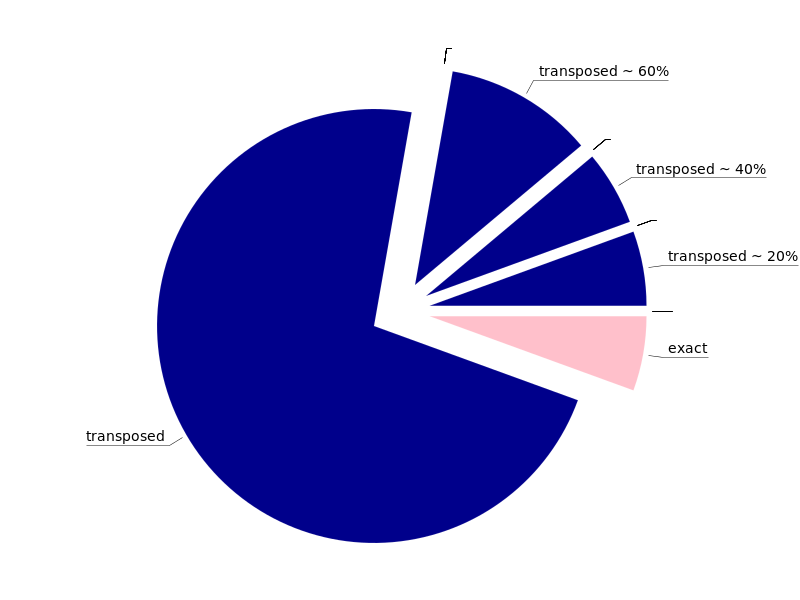 transposed ~ 60%
transposed ~ 40%
transposed ~ 20%
exact
transposed